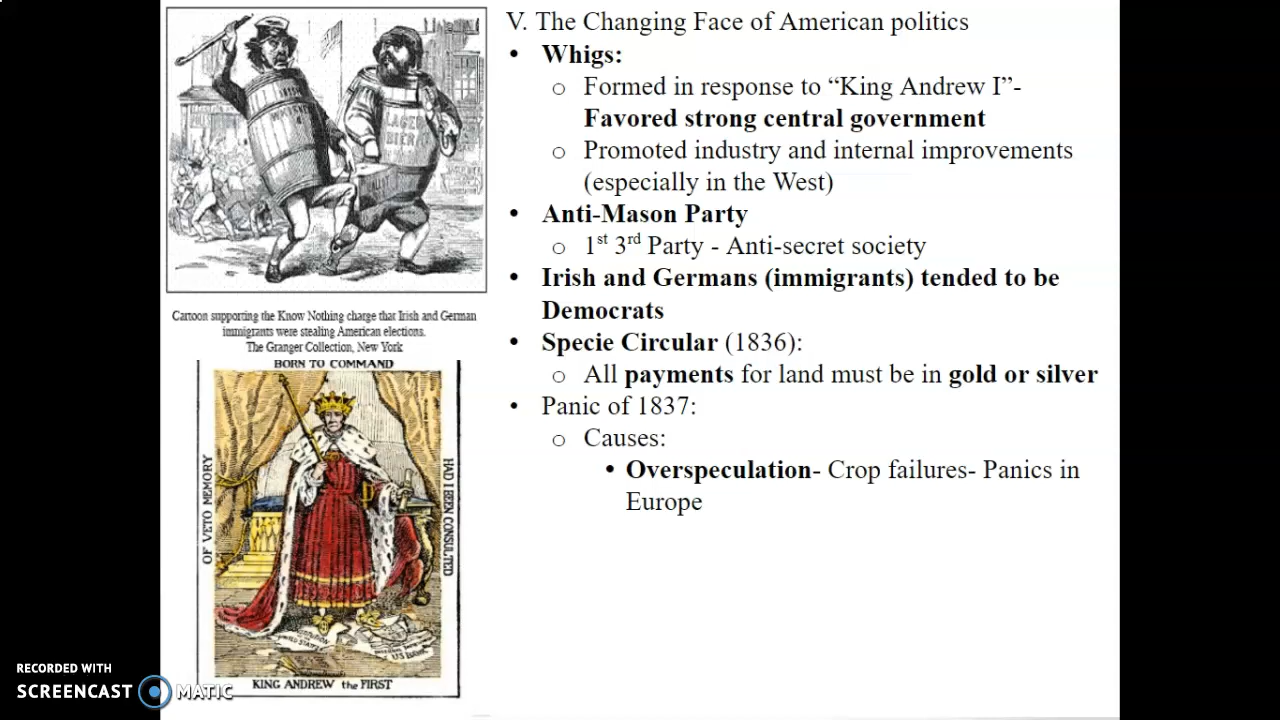 V. The Changing Face of American politics
• Whigs:
o Formed in response to “King Andrew I”-
Favored strong central government
o Promoted industry and internal improvements
(especially in the West)
• Anti-Mason Party
o 1st 3rd Party - Anti-secret society
• Irish and Germans (immigrants) tended to be
Democrats
• Specie Circular (1836):
o All payments for land must be in gold or silver
• Panic of 1837:
o Causes:
• Overspeculation- Crop failures- Panics in
Europe
LAGER
BIER
Cartoon supporting the Know Nothing charge that Irish and German
immigrants were stealing American elections.
The Granger Collection, New York
BORN TO COMMAND
OF VETO MEMORY
HAD I BEEN CONSULTED
KING ANDREW the FIRST
RECORDED WITH
SCREENCAST MATIC